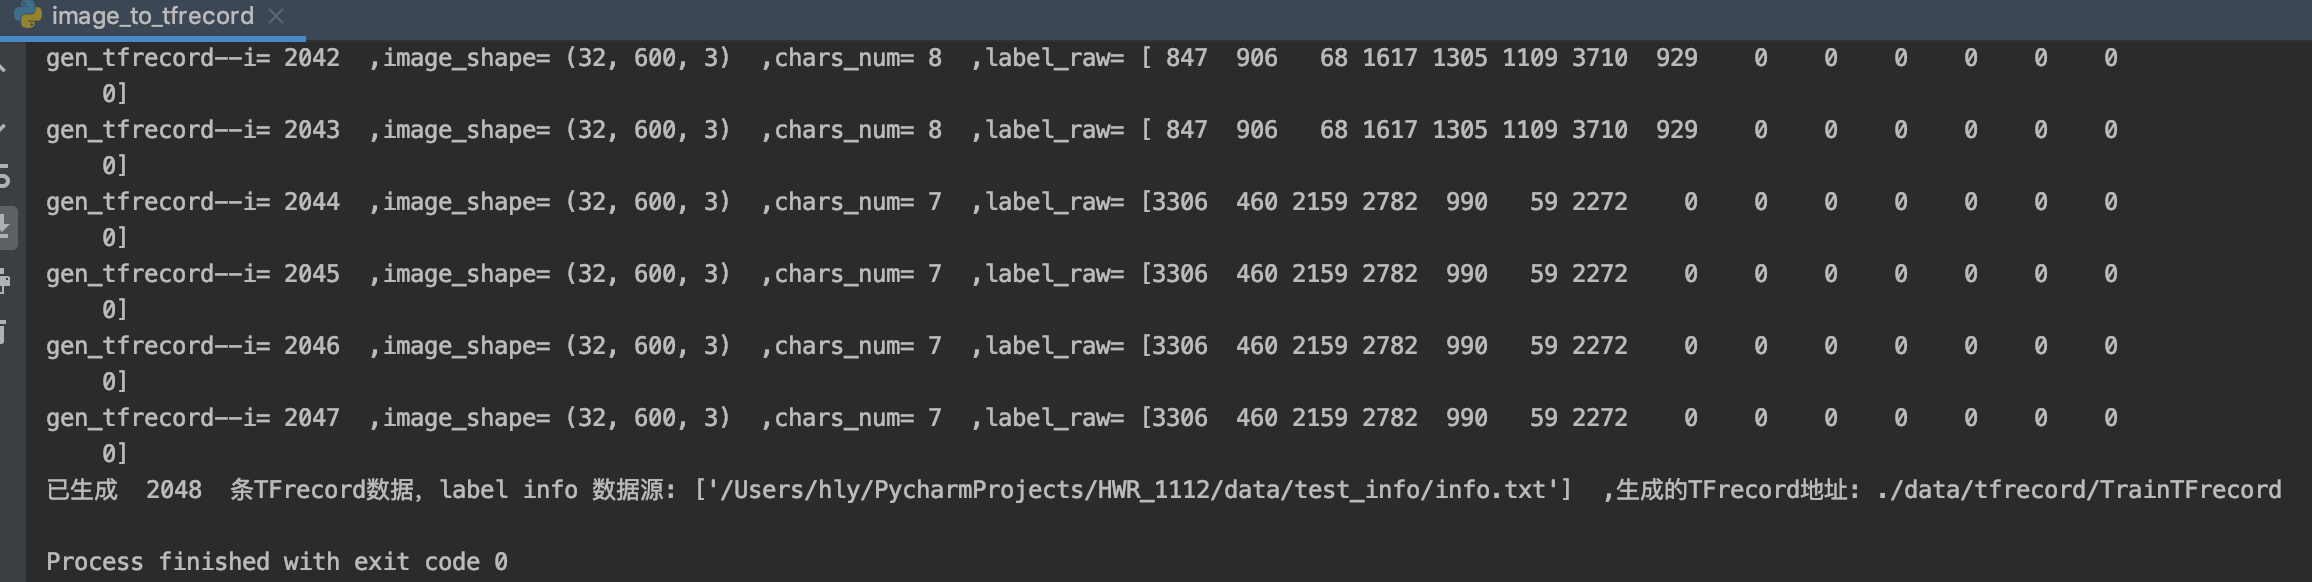 image_to_tfrecord
gen_tfrecord--i= 2042  ,image_shape= (32, 600, 3)  ,chars_num= 8  ,label_raw= [ 847  906   68 1617 1305 1109 3710  929    0    0    0    0    0    0
    0]
gen_tfrecord--i= 2043  ,image_shape= (32, 600, 3)  ,chars_num= 8  ,label_raw= [ 847  906   68 1617 1305 1109 3710  929    0    0    0    0    0    0
    0]
gen_tfrecord--i= 2044  ,image_shape= (32, 600, 3)  ,chars_num= 7  ,label_raw= [3306  460 2159 2782  990   59 2272    0    0    0    0    0    0    0
    0]
gen_tfrecord--i= 2045  ,image_shape= (32, 600, 3)  ,chars_num= 7  ,label_raw= [3306  460 2159 2782  990   59 2272    0    0    0    0    0    0    0
    0]
gen_tfrecord--i= 2046  ,image_shape= (32, 600, 3)  ,chars_num= 7  ,label_raw= [3306  460 2159 2782  990   59 2272    0    0    0    0    0    0    0
    0]
gen_tfrecord--i= 2047  ,image_shape= (32, 600, 3)  ,chars_num= 7  ,label_raw= [3306  460 2159 2782  990   59 2272    0    0    0    0    0    0    0
    0]
已生成  2048  条TFrecord数据, label info 数据源: ['/Users/hly/PycharmProjects/HWR_1112/data/test_info/info.txt']  ,生成的TFrecord地址: ./data/tfrecord/TrainTFrecord
Process finished with exit code 0